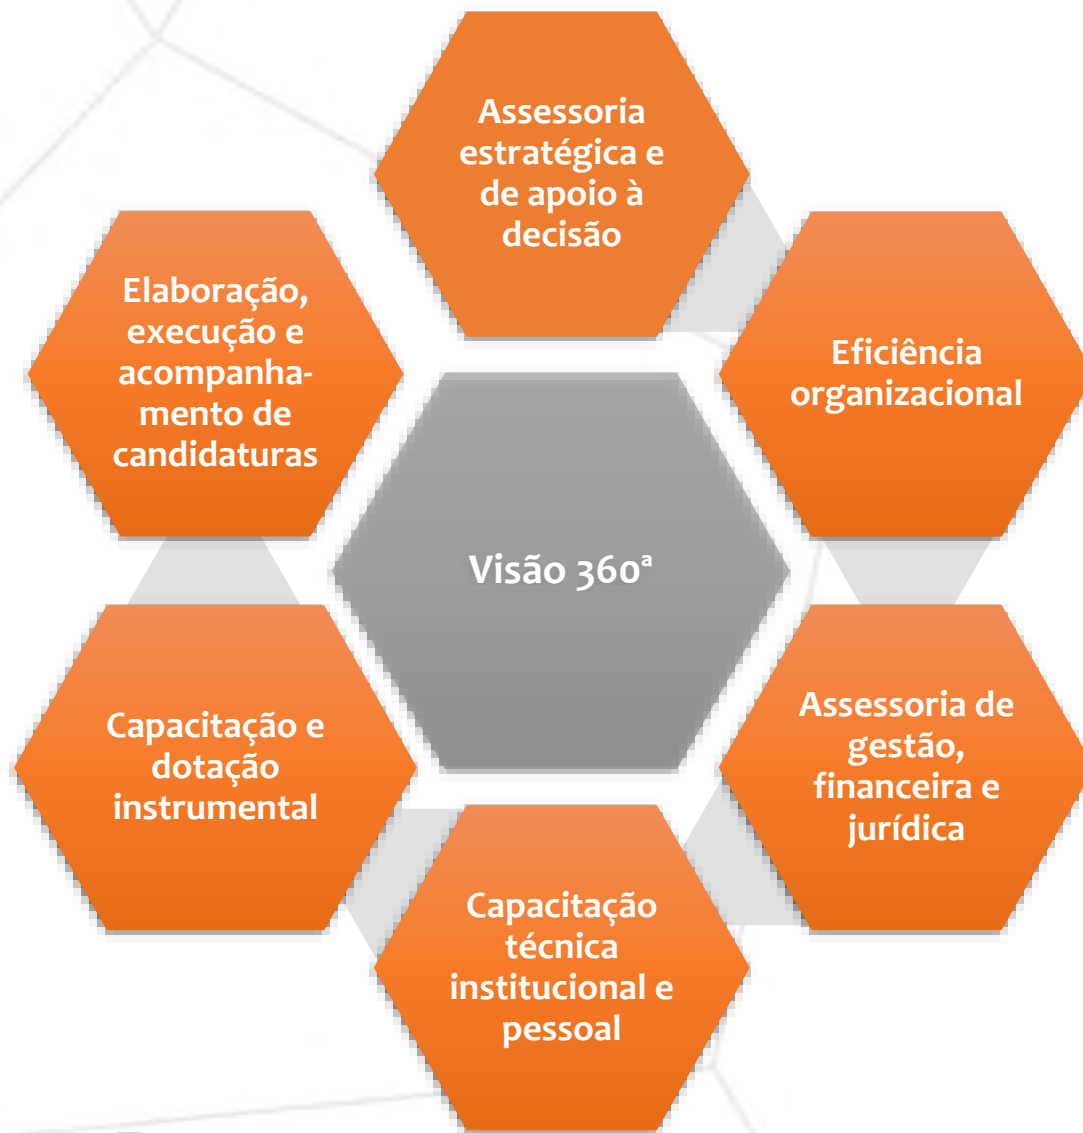 Assessoria
estratégica e
de apoio à
decisão
Eficiência
organizacional
Assessoria de
gestão,
financeira e
jurídica
Capacitação
técnica
institucional e
pessoal
Capacitação e
dotação
instrumental
Elaboração,
execução e
acompanha-
mento de
candidaturas
Visão 360ª